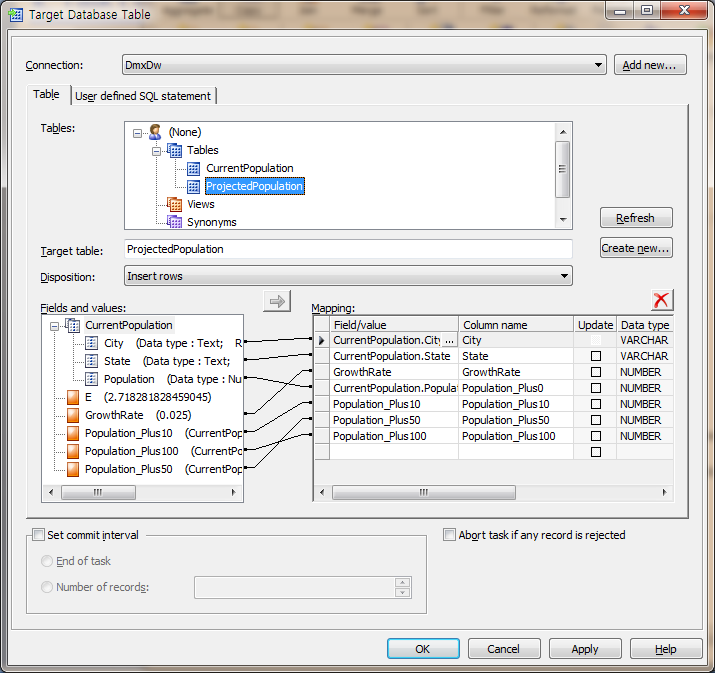 Target Database Table
Connection:
DmxDw
Add new...
Table
User defined SQL statement
Tables:
(None)
Tables
CurrentPopulation
ProjectedPopulation
Views
Synonyms
Refresh
Target table:
ProjectedPopulation
Create new...
Disposition:
Insert rows
Fields and values:
CurrentPopulation
City (Data type : Text; R
State (Data type : Text;
Population (Data type : Nu
E (2.718281828459045)
GrowthRate (0.025)
Population_Plus10 (CurrentPop
Population_Plus100 (CurrentPo
Population_Plus50 (CurrentPop
Mapping:
Field/value Column name Update Data type
CurrentPopulation.City ... City VARCHAR
CurrentPopulation.State State VARCHAR
GrowthRate GrowthRate NUMBER
CurrentPopulation.Popula Population_Plus0 NUMBER
Population_Plus10 Population_Plus10 NUMBER
Population_Plus50 Population_Plus50 NUMBER
Population_Plus100 Population_Plus100 NUMBER
Set commit interval
End of task
Number of records:
Abort task if any record is rejected
OK
Cancel
Apply
Help